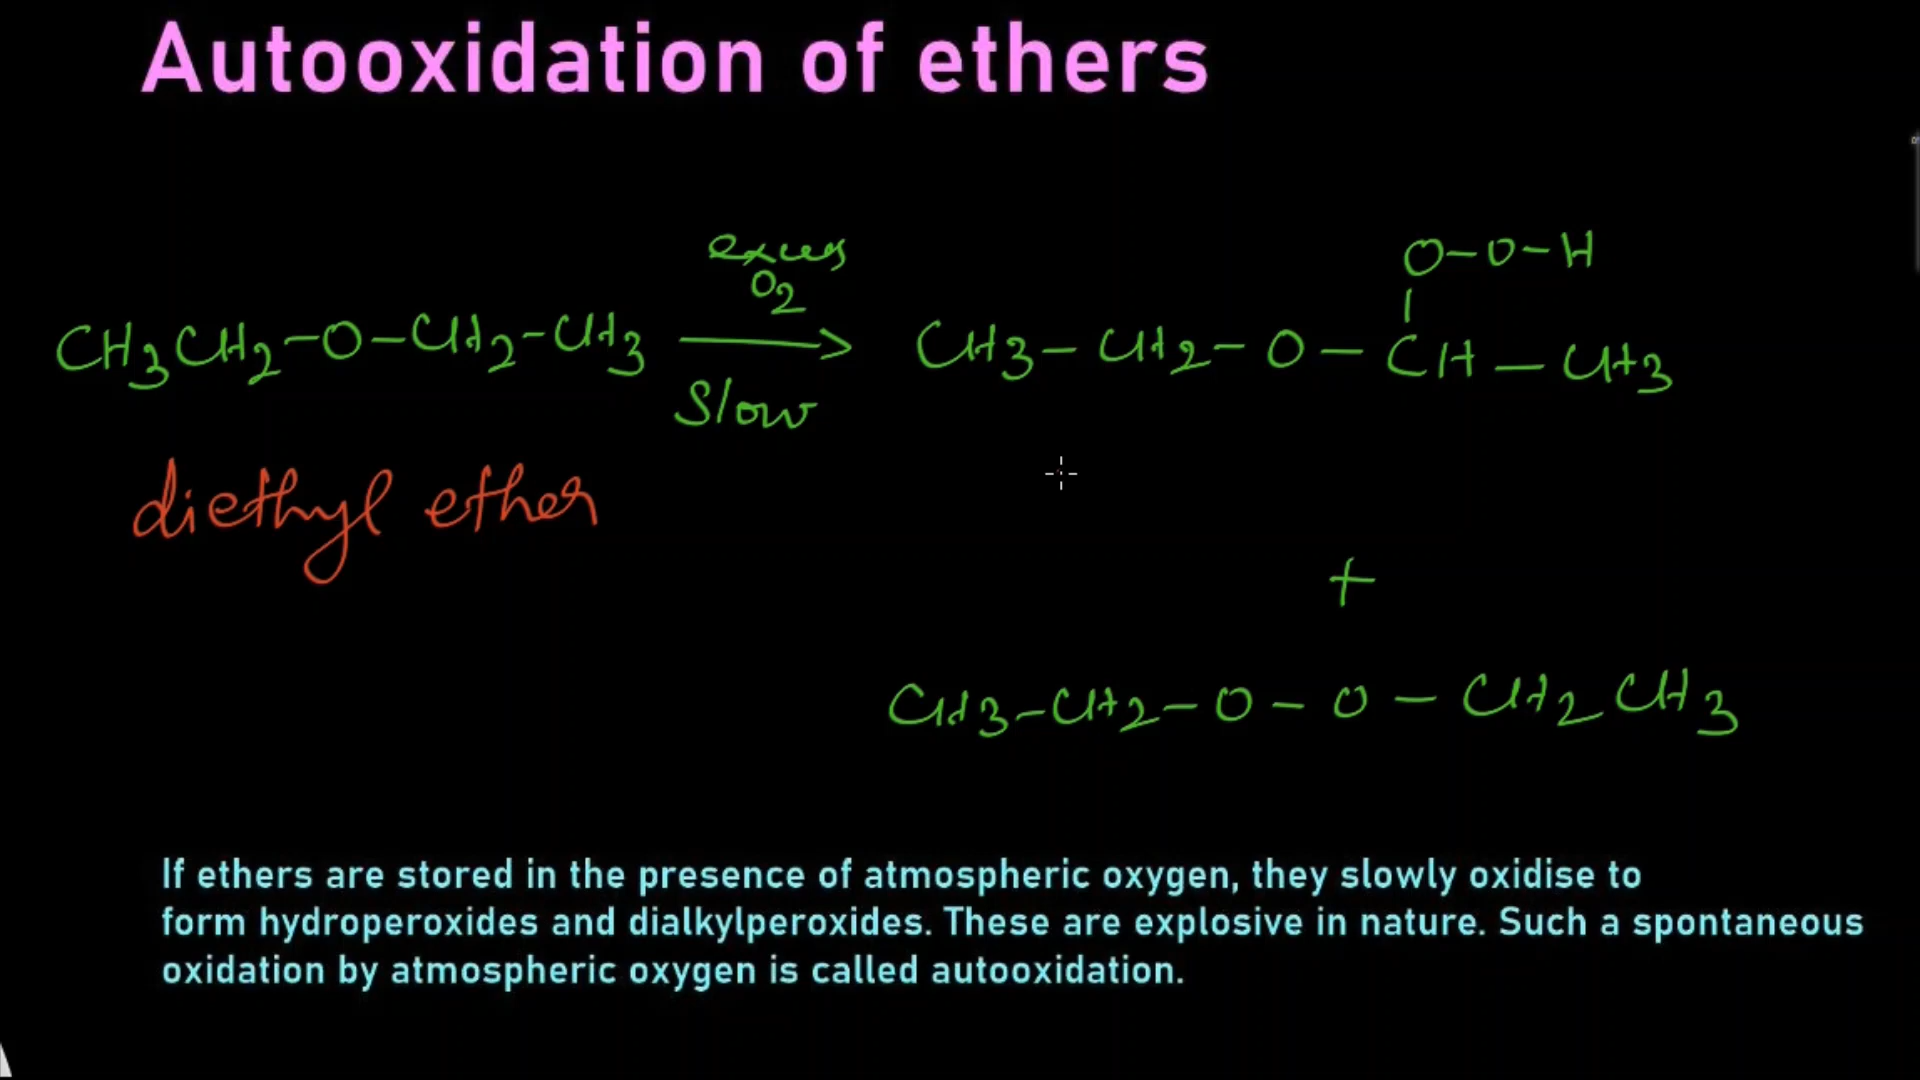 Autooxidation of ethers
O-O-H
excess
O2
CH3CH2-O-CH2-CH3 → CH3-CH2-O-CH-CH3
Slow
diethyl ether
+
CH3-CH2-O-O-CH2CH3
If ethers are stored in the presence of atmospheric oxygen, they slowly oxidise to
form hydroperoxides and dialkylperoxides. These are explosive in nature. Such a spontaneous
oxidation by atmospheric oxygen is called autooxidation.